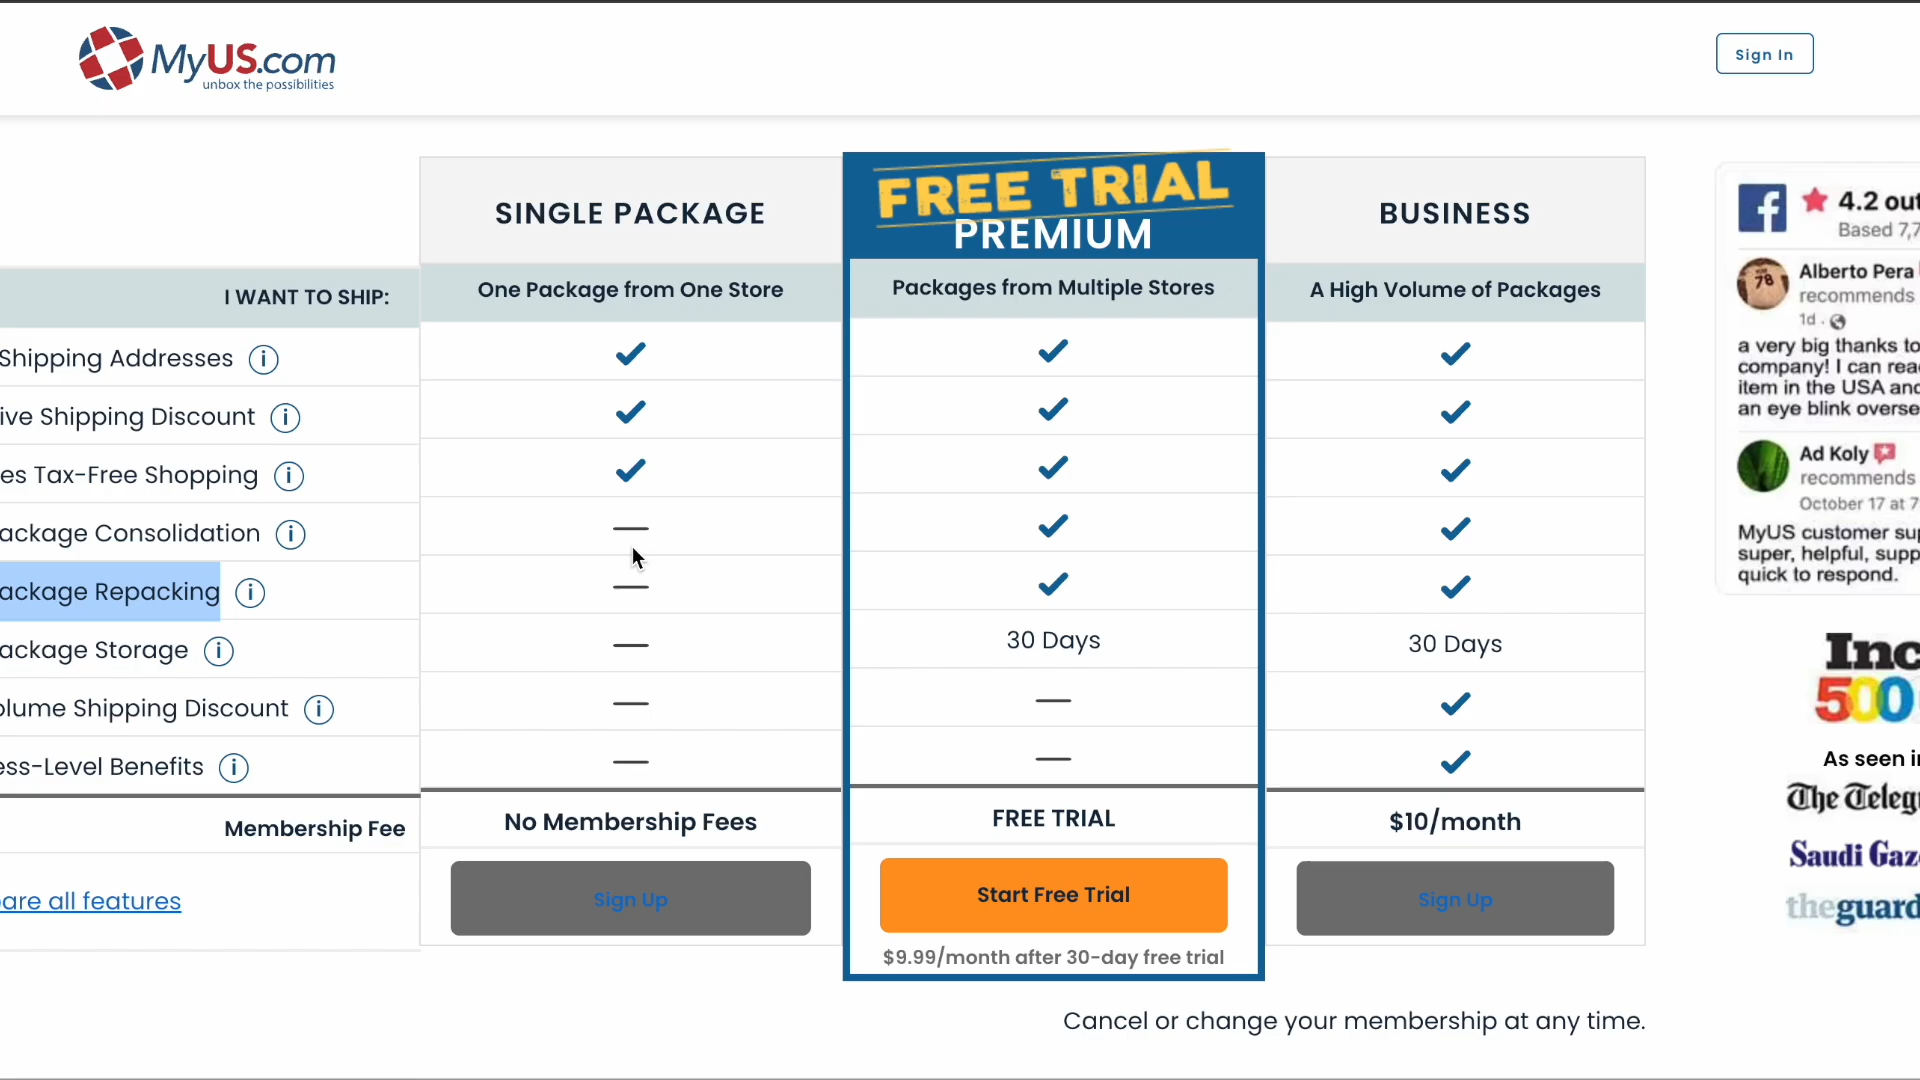 MyUS.com
unbox the possibilities
Sign In
SINGLE PACKAGE
FREE TRIAL
PREMIUM
BUSINESS
I WANT TO SHIP:
One Package from One Store
Packages from Multiple Stores
A High Volume of Packages
Shipping Addresses
ive Shipping Discount
es Tax-Free Shopping
ackage Consolidation
ackage Repacking
ackage Storage
30 Days
30 Days
olume Shipping Discount
ess-Level Benefits
Membership Fee
No Membership Fees
FREE TRIAL
$10/month
are all features
Sign Up
Start Free Trial
Sign Up
$9.99/month after 30-day free trial
Cancel or change your membership at any time.
4.2 out
Based 7,7
78
Alberto Pera
recommends
1d
a very big thanks to
company! I can rea
item in the USA and
an eye blink overse
Ad Koly
recommends
October 17 at 7
MyUS customer sup
super, helpful, supp
quick to respond.
Inc
500
As seen in
The Teleg
Saudi Gaz
theguard